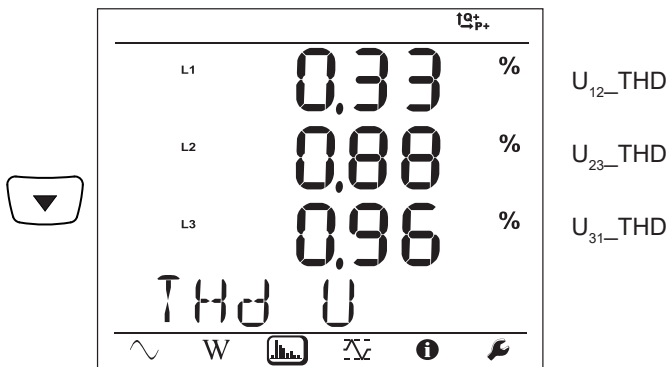 Q+
P+
L1 0.33 % U12_THD
L2 0.88 % U23_THD
L3 0.96 % U31_THD
THd U
W